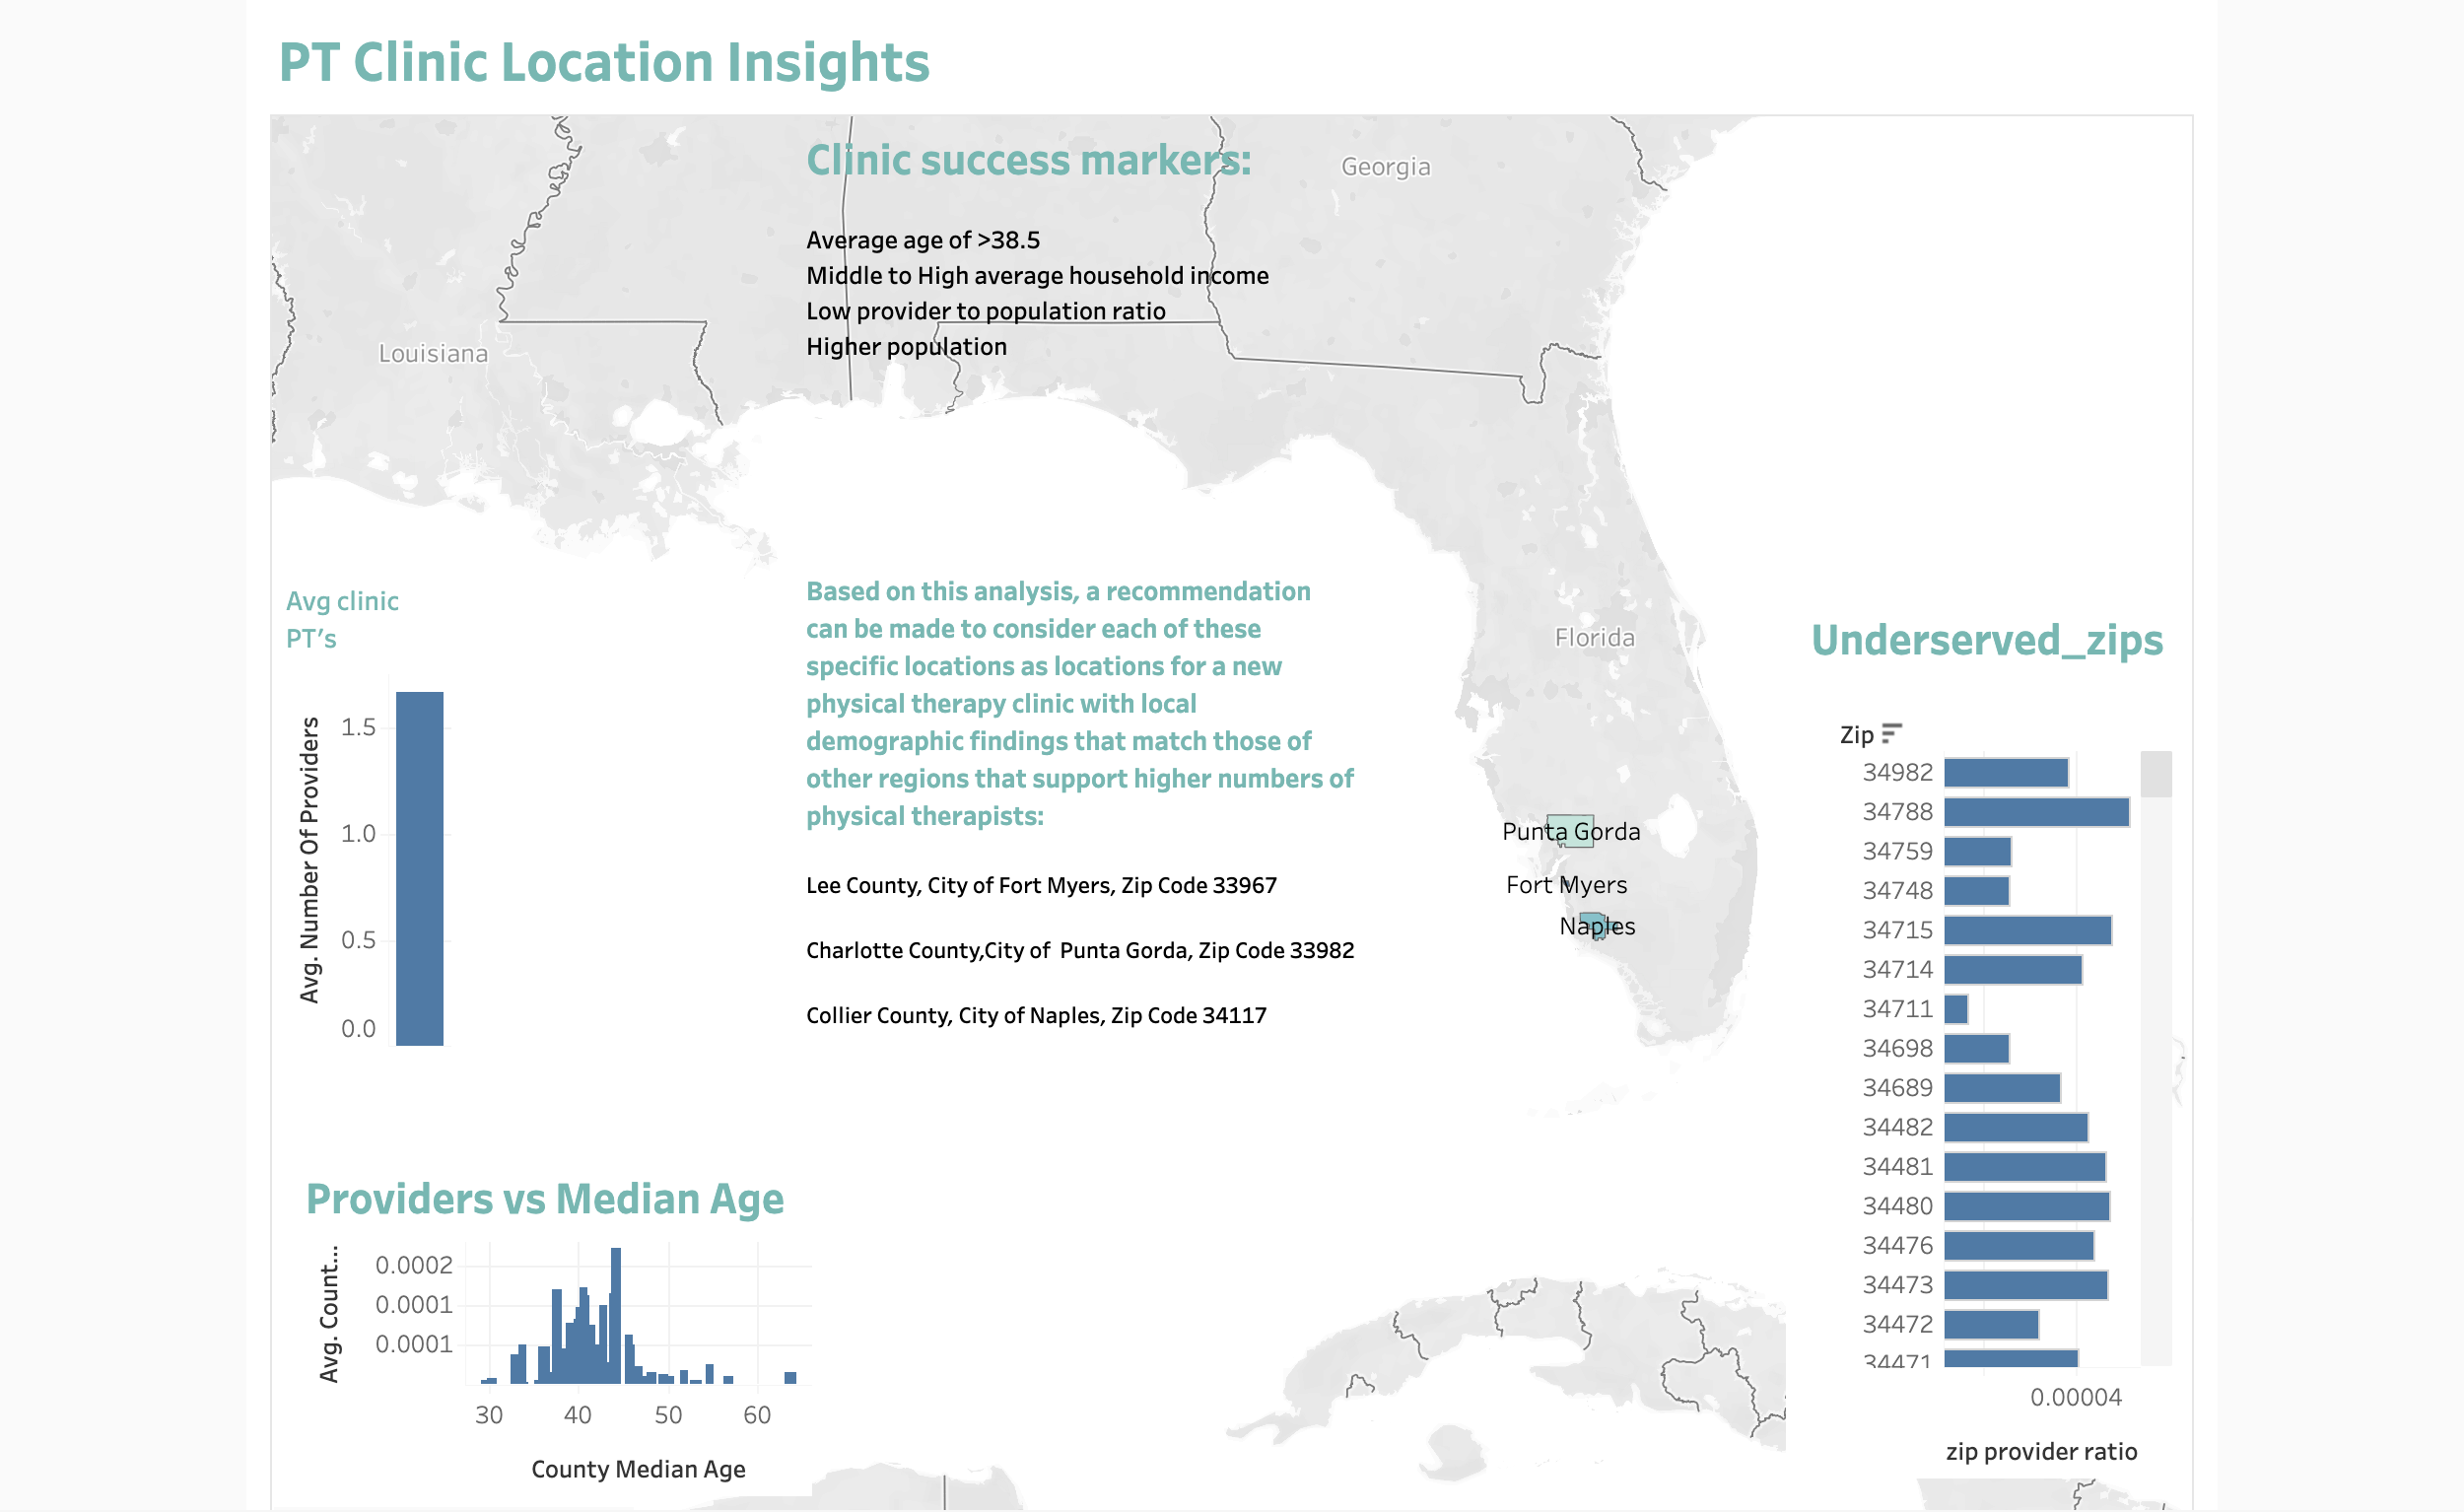 PT Clinic Location Insights
Clinic success markers:
Georgia
Average age of >38.5
Middle to High average household income
Low provider to population ratio
Higher population
Louisiana
Avg clinic
PT's
Avg. Number Of Providers
1.5
1.0
0.5
0.0
Based on this analysis, a recommendation
can be made to consider each of these
specific locations as locations for a new
physical therapy clinic with local
demographic findings that match those of
other regions that support higher numbers of
physical therapists:
Lee County, City of Fort Myers, Zip Code 33967
Charlotte County,City of  Punta Gorda, Zip Code 33982
Collier County, City of Naples, Zip Code 34117
Florida
Punta Gorda
Fort Myers
Naples
Underserved_zips
Zip
34982
34788
34759
34748
34715
34714
34711
34698
34689
34482
34481
34480
34476
34473
34472
34471
0.00004
zip provider ratio
Providers vs Median Age
Avg. Count...
0.0002
0.0001
0.0001
30 40 50 60
County Median Age